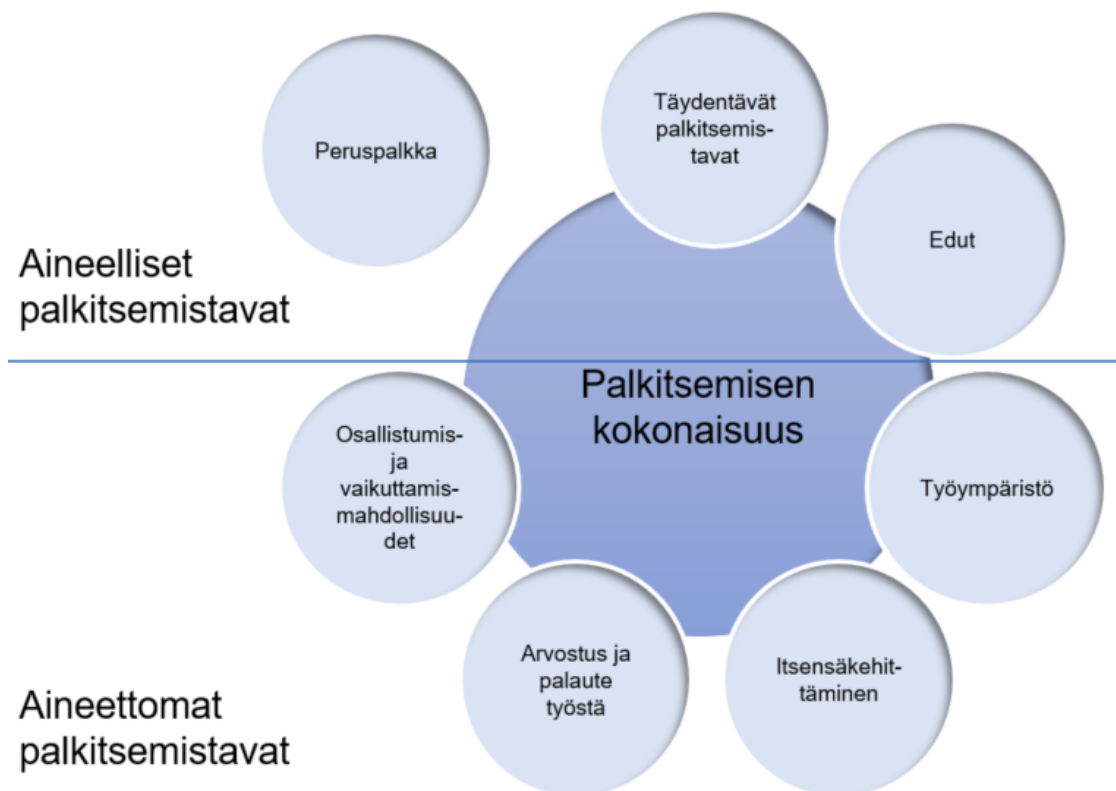 Täydentävät
palkitsemis-
tavat
Peruspalkka
Edut
Aineelliset
palkitsemistavat
Palkitsemisen
kokonaisuus
Osallistumis-
ja
vaikuttamis-
mahdollisuu-
det
Työympäristö
Arvostus ja
palaute
työstä
Itsensäkehit-
täminen
Aineettomat
palkitsemistavat